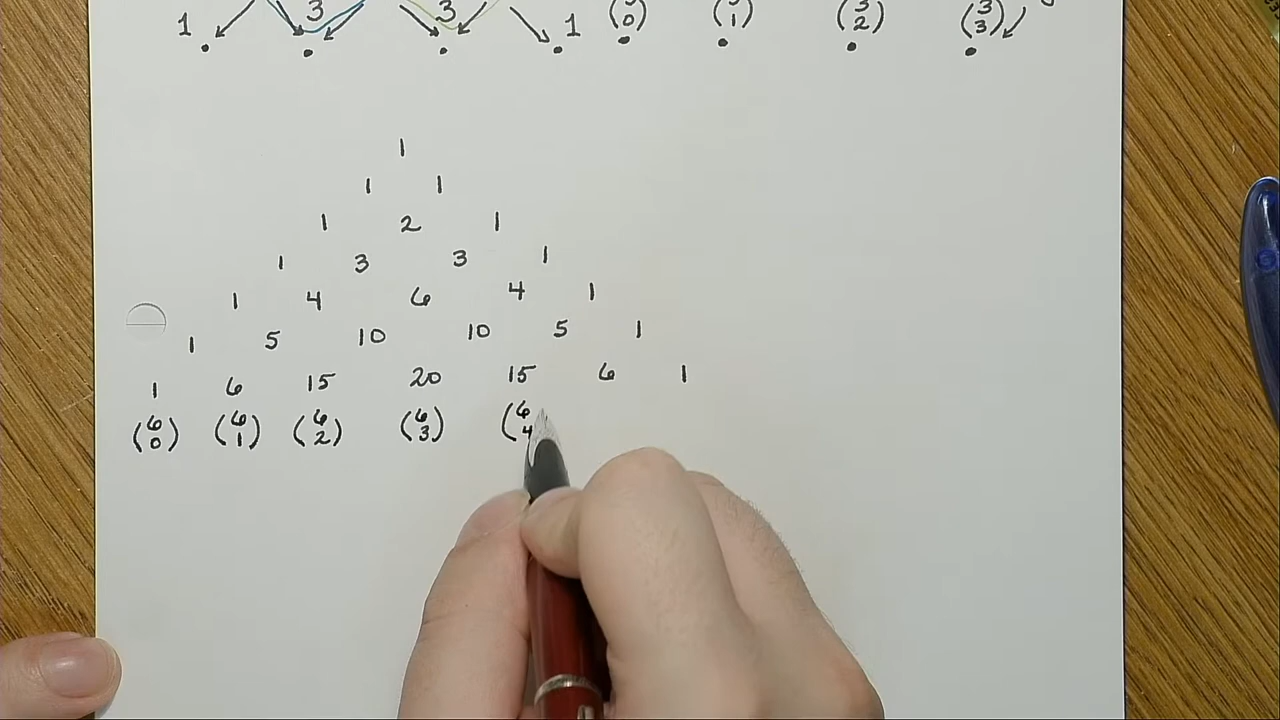 1 3 3 1 (3 0) (3 1) (3 2) (3 3)
1
1 1
1 2 1
1 3 3 1
1 4 6 4 1
1 5 10 10 5 1
1 6 15 20 15 6 1
(6 0) (6 1) (6 2) (6 3) (6 4